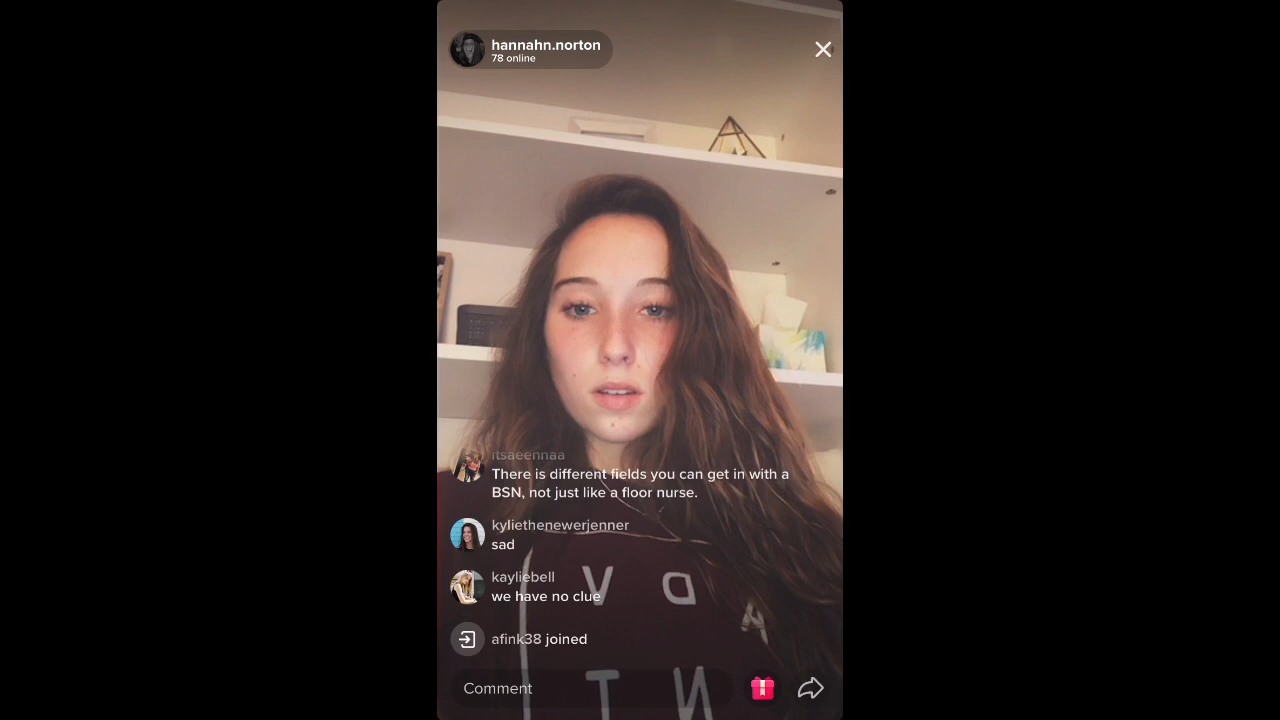 hannahn.norton
78 online
itsaeennaa
There is different fields you can get in with a
BSN, not just like a floor nurse.
kyliethenewerjenner
sad
kayliebell
we have no clue
afink38 joined
Comment